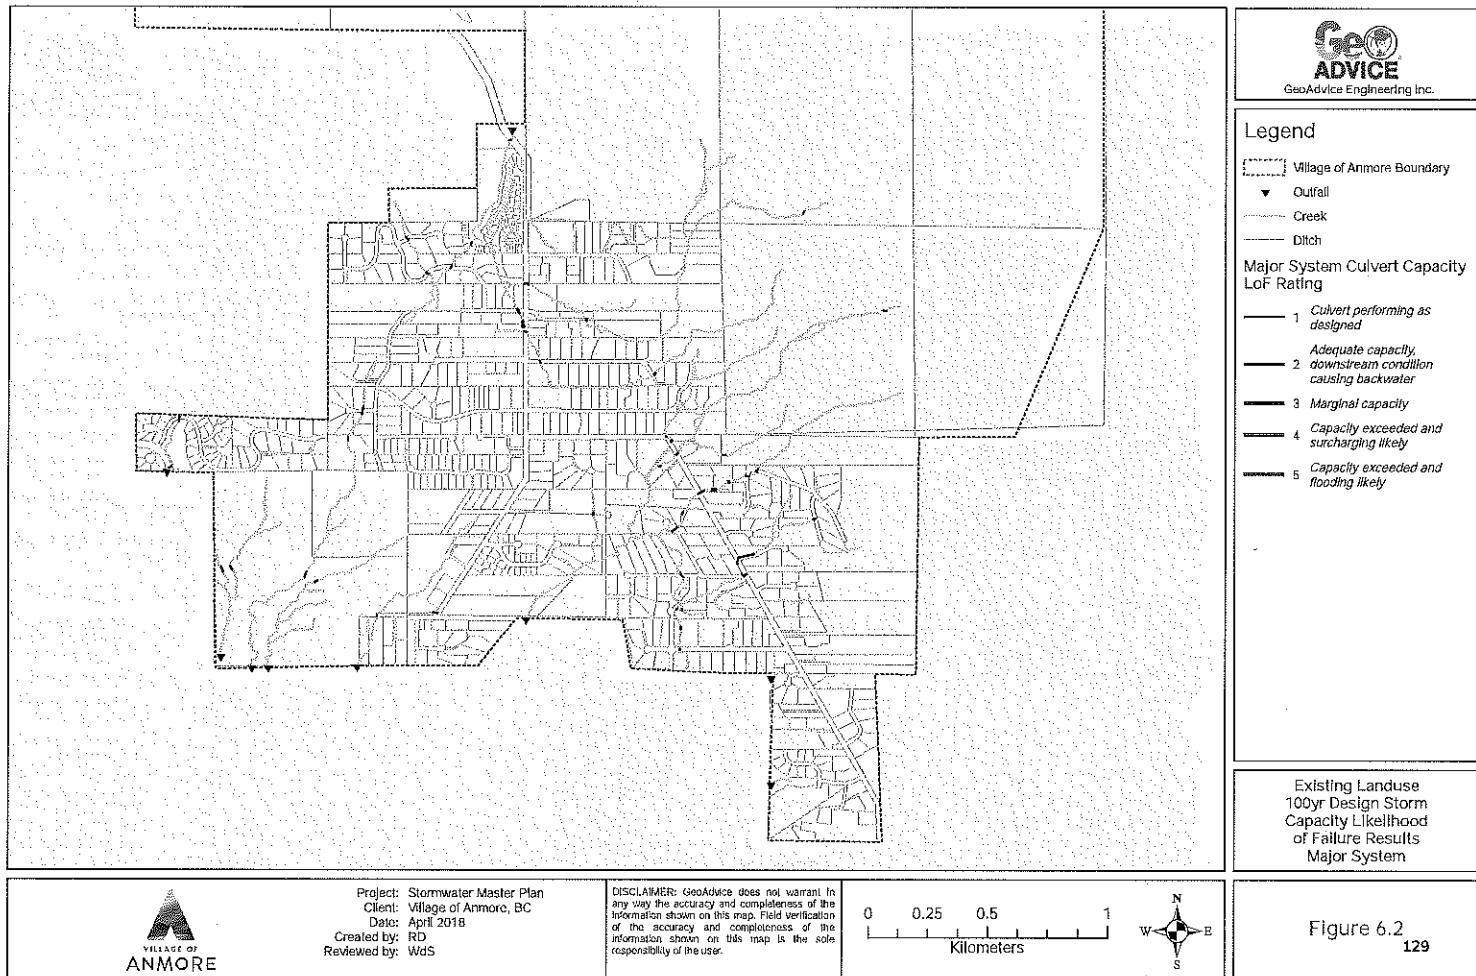 Geo
ADVICE
GeoAdvice Engineering Inc.
Legend
Village of Anmore Boundary
Outfall
Creek
Ditch
Major System Culvert Capacity
LoF Rating
1 Culvert performing as
designed
2 Adequate capacity,
downstream condition
causing backwater
3 Marginal capacity
4 Capacity exceeded and
surcharging likely
5 Capacity exceeded and
flooding likely
Existing Landuse
100yr Design Storm
Capacity Likelihood
of Failure Results
Major System
VILLAGE OF
ANMORE
Project: Stormwater Master Plan
Client: Village of Anmore, BC
Date: April 2018
Created by: RD
Reviewed by: WdS
DISCLAIMER: GeoAdvice does not warrant in
any way the accuracy and completeness of the
information shown on this map. Field verification
of the accuracy and completeness of the
information shown on this map is the sole
responsibility of the user.
0 0.25 0.5 1
Kilometers
N
W E
S
Figure 6.2
129